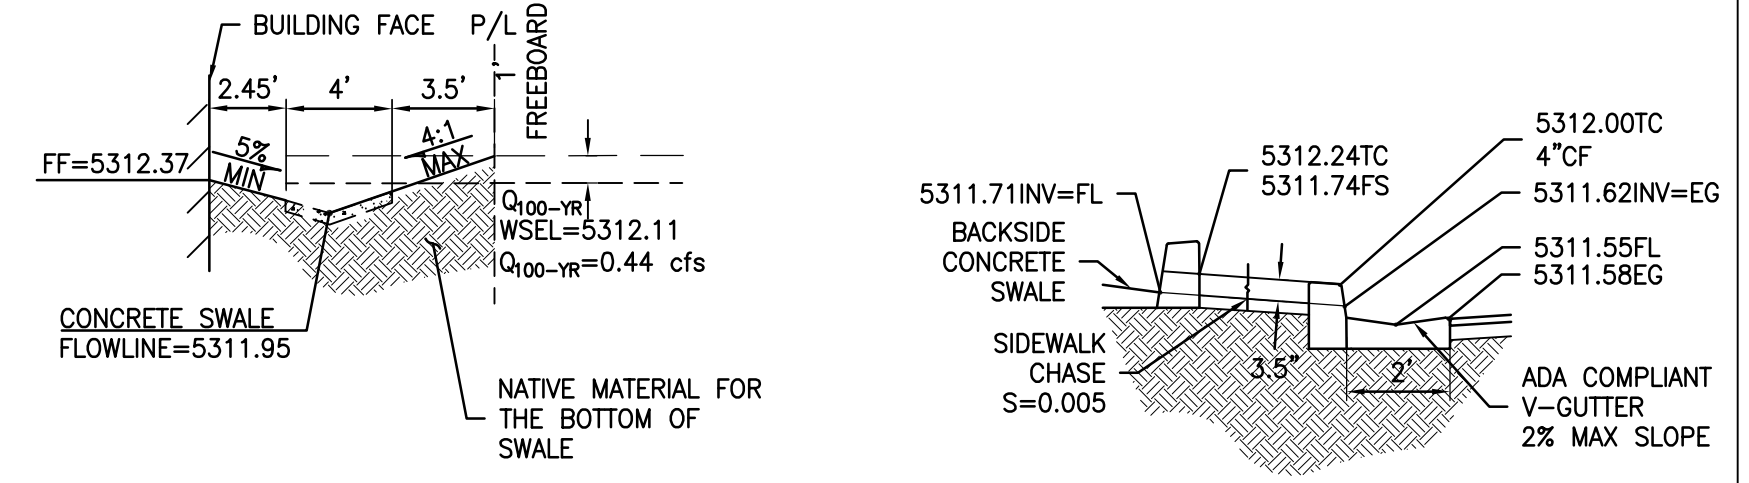 BUILDING FACE
P/L
1' FREEBOARD
2.45'
4'
3.5'
5%
MIN
4:1
MAX
FF=5312.37
Q100-YR
WSEL=5312.11
Q100-YR=0.44 cfs
CONCRETE SWALE
FLOWLINE=5311.95
NATIVE MATERIAL FOR
THE BOTTOM OF
SWALE
5312.00TC
4"CF
5312.24TC
5311.74FS
5311.71INV=FL
5311.62INV=EG
BACKSIDE
CONCRETE
SWALE
5311.55FL
5311.58EG
SIDEWALK
CHASE
S=0.005
3.5"
2'
ADA COMPLIANT
V-GUTTER
2% MAX SLOPE